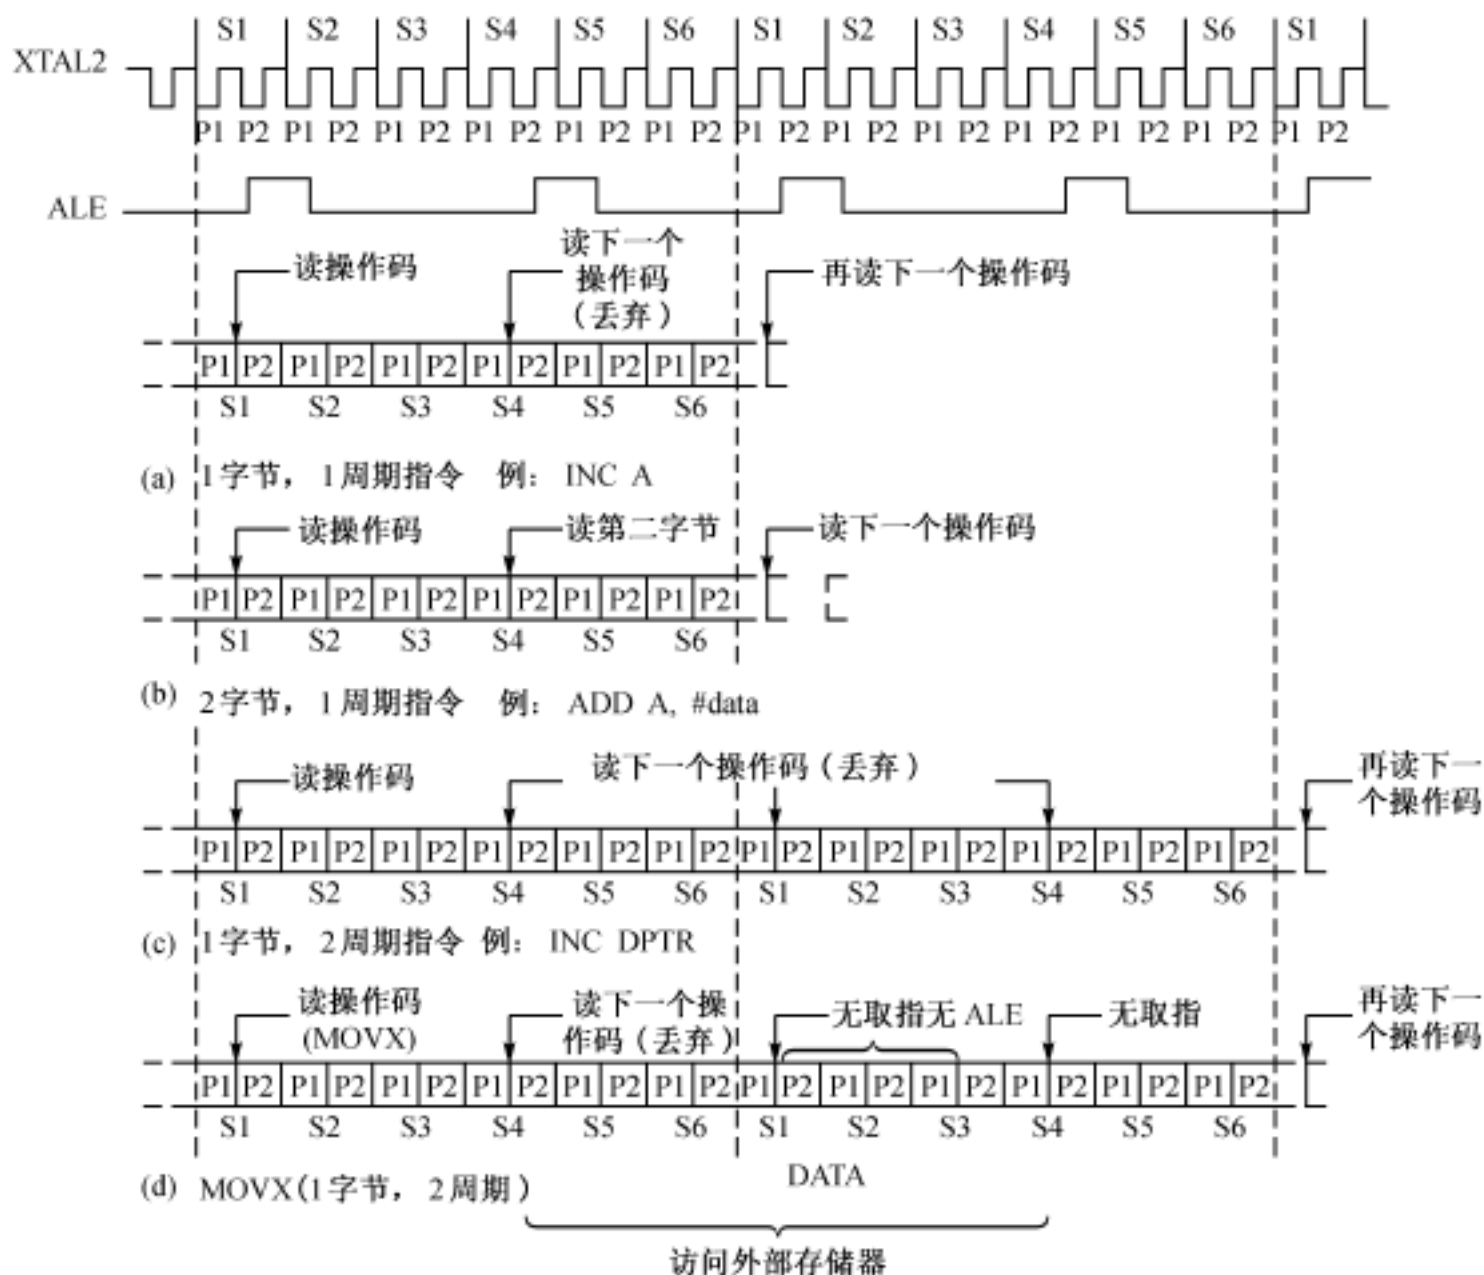 S1 S2 S3 S4 S5 S6 S1 S2 S3 S4 S5 S6 S1
XTAL2
P1 P2 P1 P2 P1 P2 P1 P2 P1 P2 P1 P2 P1 P2 P1 P2 P1 P2 P1 P2 P1 P2 P1 P2 P1 P2
ALE
读操作码
读下一个
操作码
（丢弃）
再读下一个操作码
P1 P2 P1 P2 P1 P2 P1 P2 P1 P2 P1 P2
S1 S2 S3 S4 S5 S6
(a) 1字节，1周期指令 例： INC A
读操作码 读第二字节 读下一个操作码
P1 P2 P1 P2 P1 P2 P1 P2 P1 P2 P1 P2
S1 S2 S3 S4 S5 S6
(b) 2字节，1周期指令 例： ADD A, #data
读操作码 读下一个操作码（丢弃）
再读下一
个操作码
P1 P2 P1 P2 P1 P2 P1 P2 P1 P2 P1 P2 P1 P2 P1 P2 P1 P2 P1 P2 P1 P2 P1 P2
S1 S2 S3 S4 S5 S6 S1 S2 S3 S4 S5 S6
(c) 1字节，2周期指令 例： INC DPTR
读操作码
(MOVX)
读下一个操
作码（丢弃）
无取指无 ALE
无取指
再读下一
个操作码
P1 P2 P1 P2 P1 P2 P1 P2 P1 P2 P1 P2 P1 P2 P1 P2 P1 P2 P1 P2 P1 P2 P1 P2
S1 S2 S3 S4 S5 S6 S1 S2 S3 S4 S5 S6
(d) MOVX(1字节，2周期)
DATA
访问外部存储器